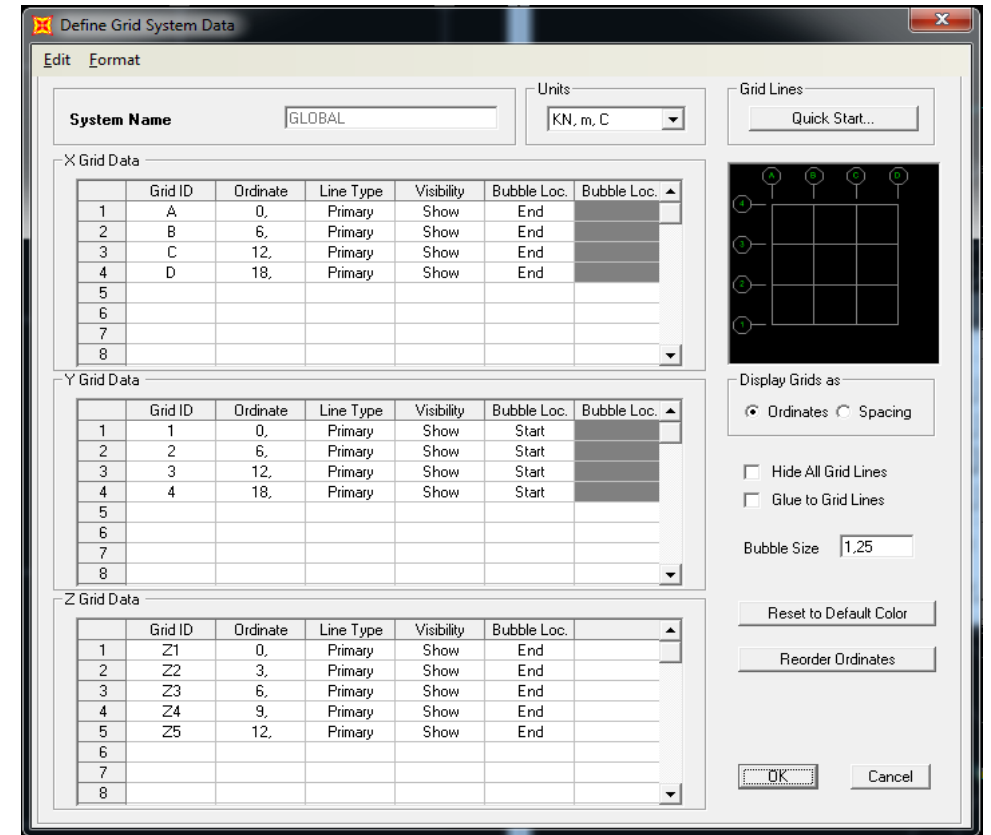 Define Grid System Data
x
Edit Format
System Name GLOBAL
Units
KN, m, C
Grid Lines
Quick Start...
X Grid Data
Grid ID Ordinate Line Type Visibility Bubble Loc. Bubble Loc.
1 A 0, Primary Show End
2 B 6, Primary Show End
3 C 12, Primary Show End
4 D 18, Primary Show End
5
6
7
8
A B C D
4
3
2
1
Y Grid Data
Grid ID Ordinate Line Type Visibility Bubble Loc. Bubble Loc.
1 1 0, Primary Show Start
2 2 6, Primary Show Start
3 3 12, Primary Show Start
4 4 18, Primary Show Start
5
6
7
8
Display Grids as
Ordinates Spacing
Hide All Grid Lines
Glue to Grid Lines
Bubble Size 1,25
Z Grid Data
Grid ID Ordinate Line Type Visibility Bubble Loc.
1 Z1 0, Primary Show End
2 Z2 3, Primary Show End
3 Z3 6, Primary Show End
4 Z4 9, Primary Show End
5 Z5 12, Primary Show End
6
7
8
Reset to Default Color
Reorder Ordinates
OK Cancel